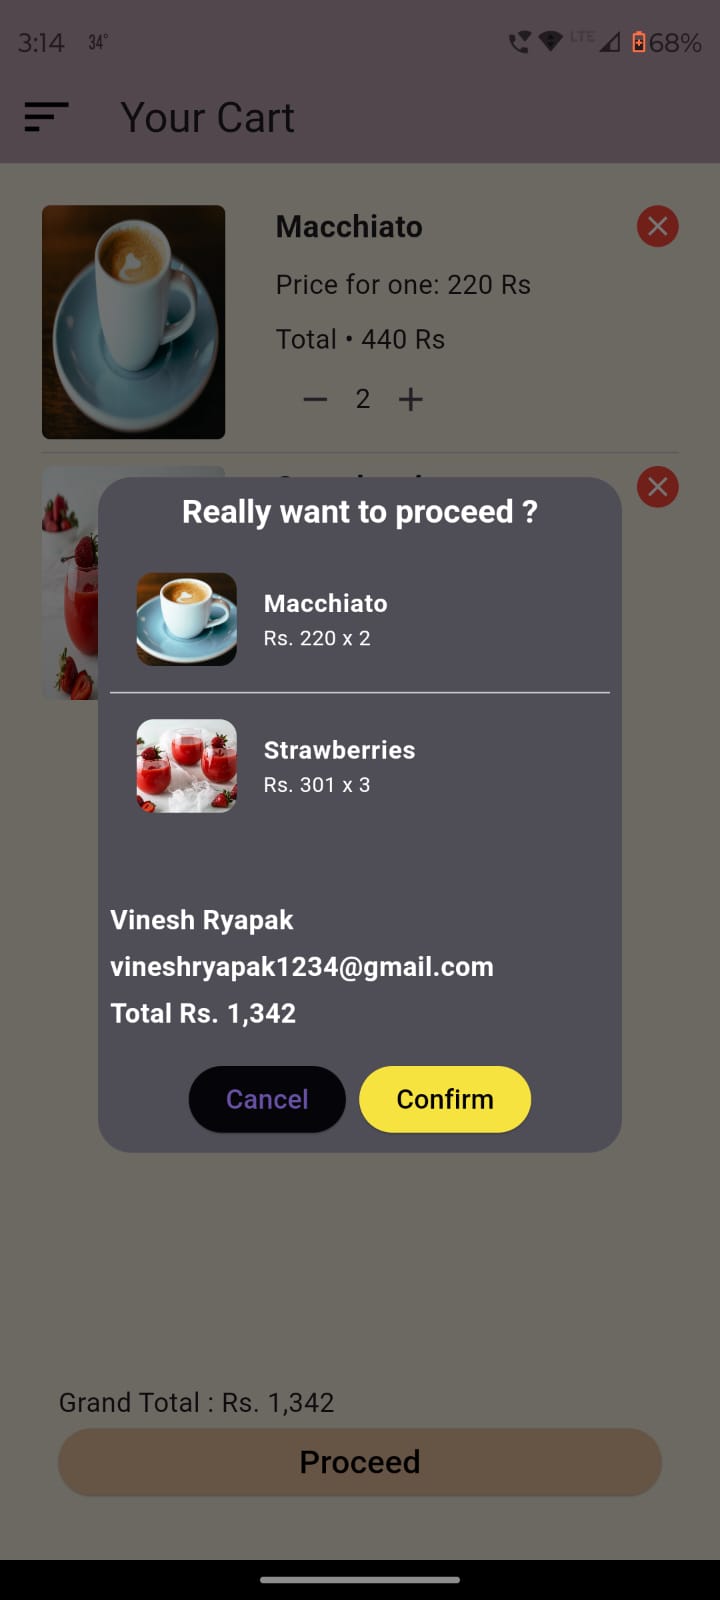 3:14 34° LTE 68%
Your Cart
Macchiato
Price for one: 220 Rs
Total • 440 Rs
2
Really want to proceed ?
Macchiato
Rs. 220 x 2
Strawberries
Rs. 301 x 3
Vinesh Ryapak
vineshryapak1234@gmail.com
Total Rs. 1,342
Cancel Confirm
Grand Total : Rs. 1,342
Proceed